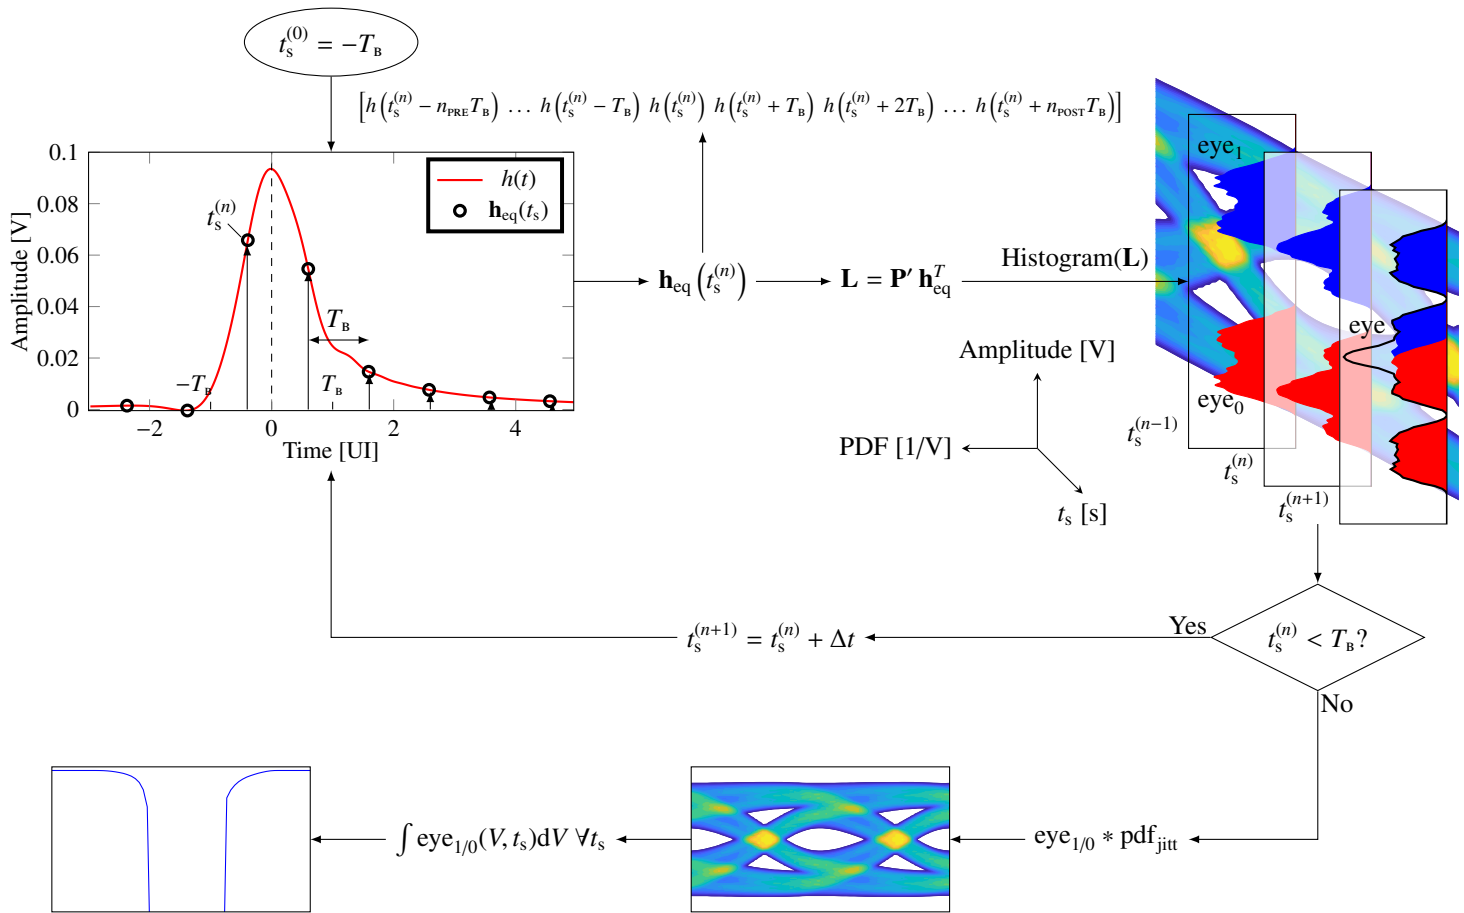 t_s^(0) = −T_B
[h(t_s^(n) − n_PRE T_B) … h(t_s^(n) − T_B) h(t_s^(n)) h(t_s^(n) + T_B) h(t_s^(n) + 2T_B) … h(t_s^(n) + n_POST T_B)]
0.1
0.08
0.06
0.04
0.02
0
Amplitude [V]
h(t)
h_eq(t_s)
t_s^(n)
T_B
−T_B
T_B
−2
0
2
4
Time [UI]
h_eq(t_s^(n))
L = P′ h_eq^T
Histogram(L)
eye_1
eye
eye_0
t_s^(n−1)
t_s^(n)
t_s^(n+1)
Amplitude [V]
PDF [1/V]
t_s [s]
t_s^(n) < T_B?
Yes
No
t_s^(n+1) = t_s^(n) + Δt
eye_1/0 ∗ pdf_jitt
∫ eye_1/0(V, t_s)dV ∀t_s